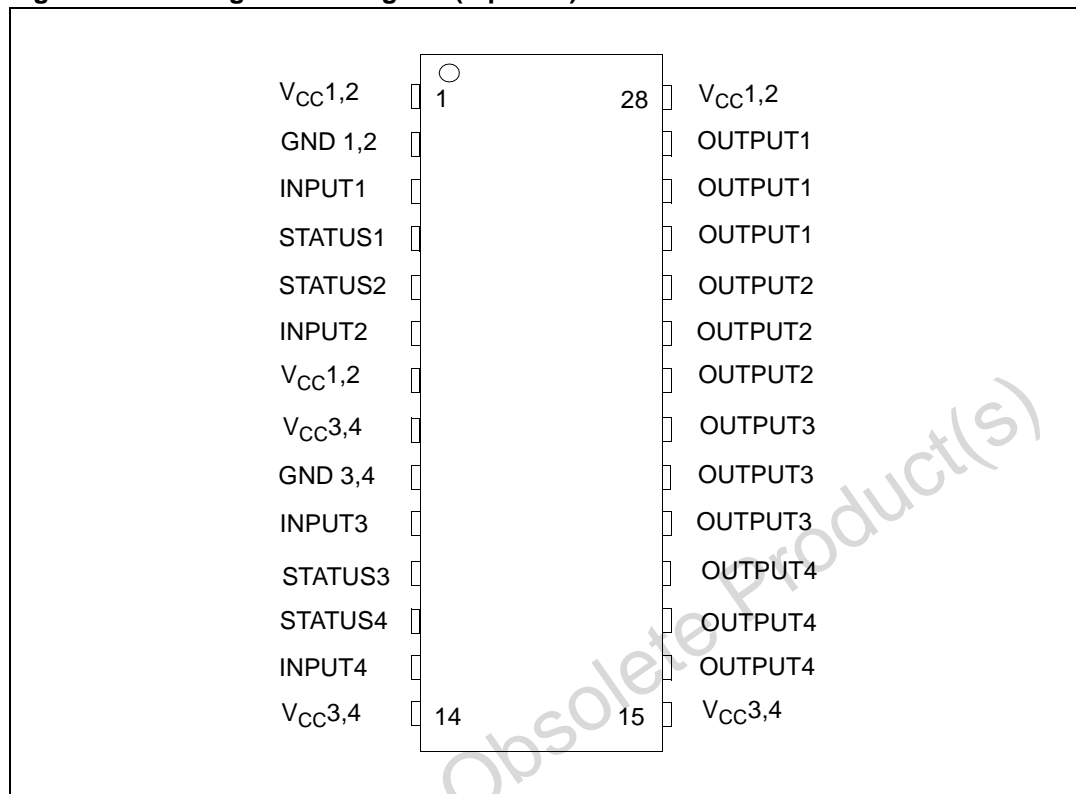 V_CC1,2 1 28 V_CC1,2
GND 1,2 OUTPUT1
INPUT1 OUTPUT1
STATUS1 OUTPUT1
STATUS2 OUTPUT2
INPUT2 OUTPUT2
V_CC1,2 OUTPUT2
V_CC3,4 OUTPUT3
GND 3,4 OUTPUT3
INPUT3 OUTPUT3
STATUS3 OUTPUT4
STATUS4 OUTPUT4
INPUT4 OUTPUT4
V_CC3,4 14 15 V_CC3,4
Obsolete Product(s)